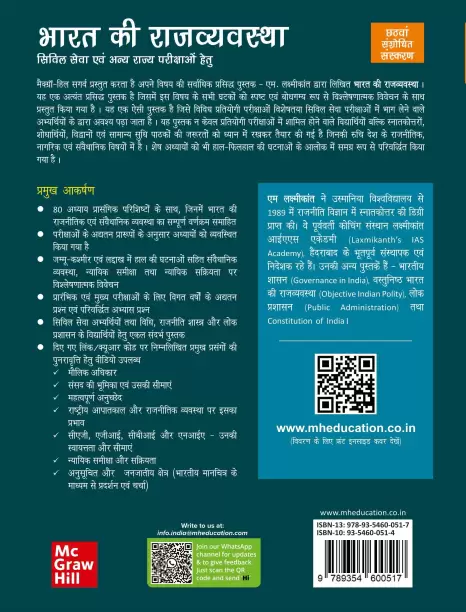 भारत की राजव्यवस्था
सिविल सेवा एवं अन्य राज्य परीक्षाओं हेतु
छठवां
संशोधित
संस्करण
मैक्ग्रॉ-हिल सगर्व प्रस्तुत करता है अपने विषय की सर्वाधिक प्रसिद्ध पुस्तक - एम. लक्ष्मीकांत द्वारा लिखित भारत की राजव्यवस्था ।
यह एक अत्यंत प्रसिद्ध पुस्तक है जिसमें इस विषय के सभी घटकों को स्पष्ट एवं बोधगम्य रूप से विश्लेषणात्मक विवेचन के साथ
प्रस्तुत किया गया है । यह एक ऐसी पुस्तक है जिसे विविध प्रतियोगी परीक्षाओं विशेषतया सिविल सेवा परीक्षाओं में भाग लेने वाले
अभ्यर्थियों के द्वारा अवश्य पढ़ा जाता है । यह पुस्तक न केवल प्रतियोगी परीक्षाओं में शामिल होने वाले विद्यार्थियों बल्कि स्नातकोत्तरों,
शोधार्थियों, विद्वानों एवं सामान्य सुधि पाठकों की जरूरतों को ध्यान में रखकर तैयार की गई है जिनकी रुचि देश के राजनीतिक,
नागरिक एवं संवैधानिक विषयों में है । शेष अध्यायों को भी हाल-फिलहाल की घटनाओं के आलोक में समग्र रूप से परिवर्द्धित किया
गया है ।
प्रमुख आकर्षण
80 अध्याय प्रासंगिक परिशिष्टों के साथ, जिनमें भारत की
राजनीतिक एवं संवैधानिक व्यवस्था का सम्पूर्ण वर्णक्रम समाहित
परीक्षाओं के अद्यतन प्रारूपों के अनुसार अध्यायों को व्यवस्थित
किया गया है
जम्मू-कश्मीर एवं लद्दाख में हाल की घटनाओं सहित संवैधानिक
व्यवस्था, न्यायिक समीक्षा तथा न्यायिक सक्रियता पर
विश्लेषणात्मक विवेचन
प्रारंभिक एवं मुख्य परीक्षाओं के लिए विगत वर्षों के अद्यतन
प्रश्न एवं परिवर्द्धित अभ्यास प्रश्न
सिविल सेवा अभ्यर्थियों तथा विधि, राजनीति शास्त्र और लोक
प्रशासन के विद्यार्थियों हेतु एकल संदर्भ पुस्तक
दिए गए लिंक/क्यूआर कोड पर निम्नलिखित प्रमुख प्रसंगों की
पुनरावृत्ति हेतु वीडियो उपलब्ध
✓ मौलिक अधिकार
✓ संसद की भूमिका एवं उसकी सीमाएं
✓ महत्वपूर्ण अनुच्छेद
✓ राष्ट्रीय आपातकाल और राजनीतिक व्यवस्था पर इसका
प्रभाव
✓ सीएजी, एजीआई, सीबीआई और एनआईए - उनकी
स्वायत्तता और सीमाएं
✓ न्यायिक समीक्षा और सक्रियता
✓ अनुसूचित और जनजातीय क्षेत्र (भारतीय मानचित्र के
माध्यम से प्रदर्शन एवं चर्चा)
एम लक्ष्मीकांत ने उस्मानिया विश्वविद्यालय से
1989 में राजनीति विज्ञान में स्नातकोत्तर की डिग्री
प्राप्त की। वे पूर्ववर्ती कोचिंग संस्थान लक्ष्मीकांत
आईएएस एकेडमी (Laxmikanth's IAS
Academy), हैदराबाद के भूतपूर्व संस्थापक एवं
निदेशक रहे हैं। उनकी अन्य पुस्तकें हैं - भारतीय
शासन (Governance in India), वस्तुनिष्ठ भारत
की राजव्यवस्था (Objective Indian Polity), लोक
प्रशासन (Public Administration) तथा
Constitution of India I
www.mheducation.co.in
(विवरण के लिए फ्रंट इनसाइड कवर देखें)
www.mheducation.co.in
ISBN-13: 978-93-5460-051-7
ISBN-10: 93-5460-051-4
9 789354 600517
Mc
Graw
Hill
Write to us at:
info.india@mheducation.com
Join our WhatsApp
channel for updates
& to give feedback
Just scan the QR
code and send Hi